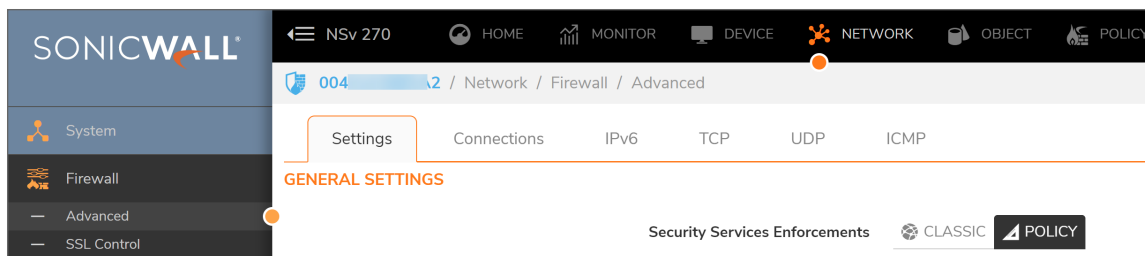 SONICWALL®
NSv 270 HOME MONITOR DEVICE NETWORK OBJECT POLICY
004 A2 / Network / Firewall / Advanced
System
Settings Connections IPv6 TCP UDP ICMP
Firewall
GENERAL SETTINGS
Advanced
Security Services Enforcements CLASSIC POLICY
SSL Control